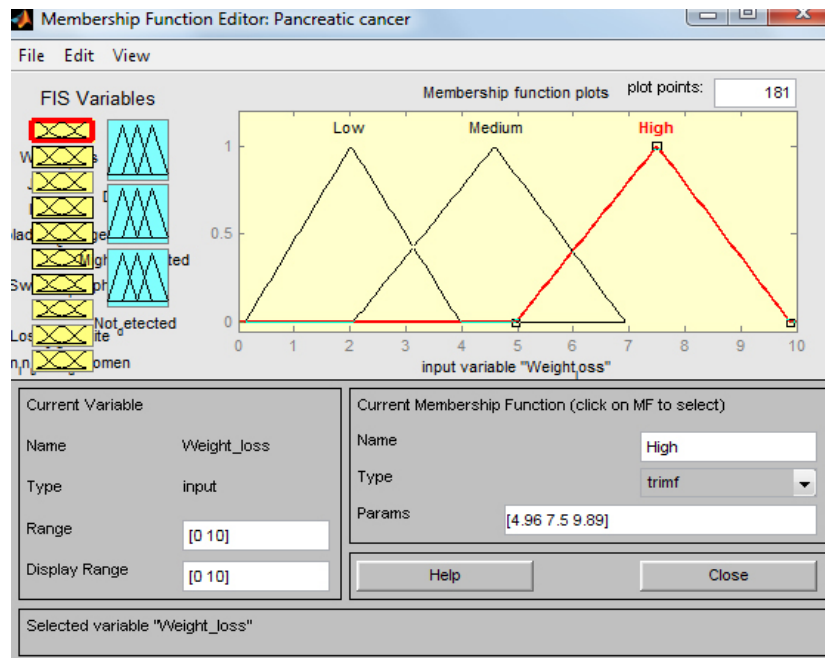 Membership Function Editor: Pancreatic cancer
File Edit View
FIS Variables
Membership function plots
plot points:
181
Low Medium High
1
0.5
0
0 1 2 3 4 5 6 7 8 9 10
input variable "Weight_loss"
Not_detected
Current Variable
Name Weight_loss
Type input
Range [0 10]
Display Range [0 10]
Current Membership Function (click on MF to select)
Name High
Type trimf
Params [4.96 7.5 9.89]
Help Close
Selected variable "Weight_loss"